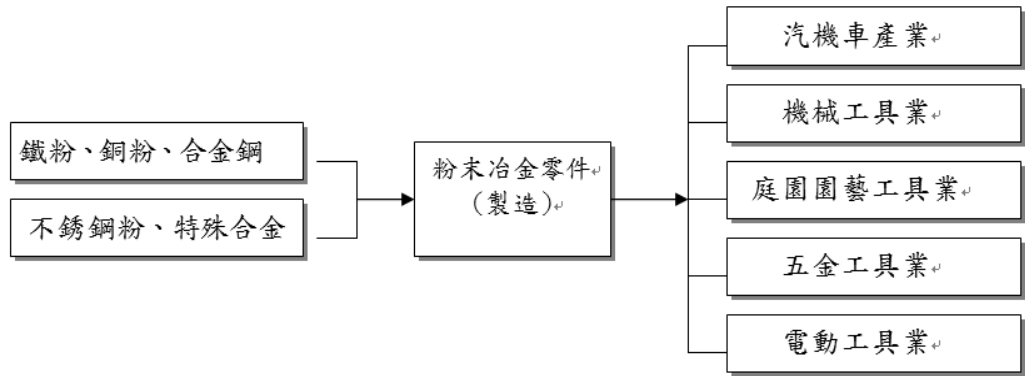 鐵粉、銅粉、合金鋼
不銹鋼粉、特殊合金
粉末冶金零件
(製造)
汽機車產業
機械工具業
庭園園藝工具業
五金工具業
電動工具業